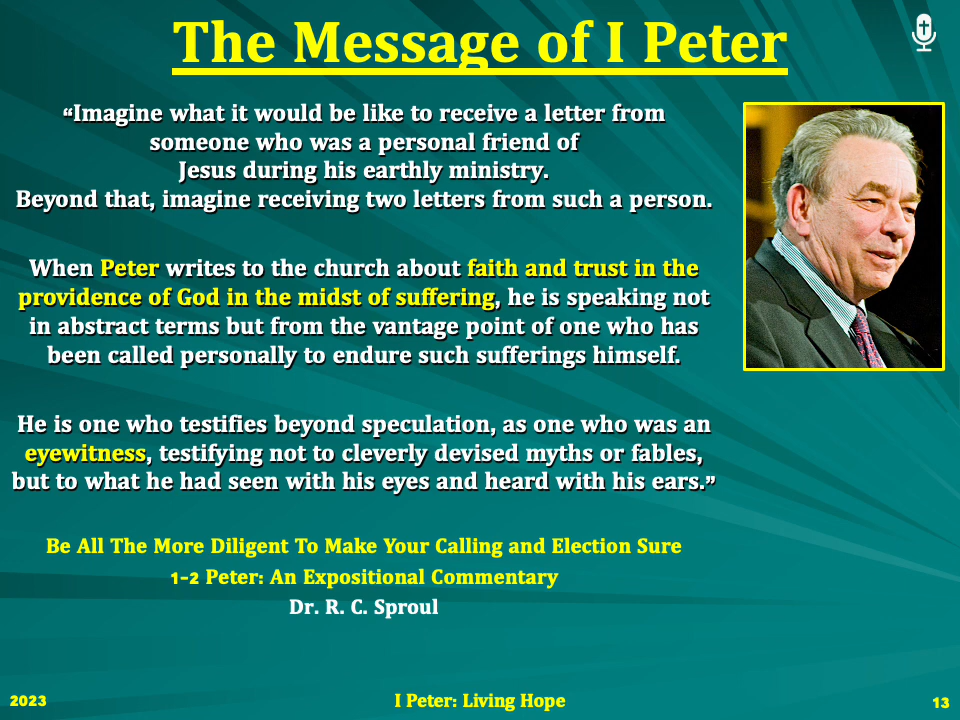 The Message of I Peter
“Imagine what it would be like to receive a letter from
someone who was a personal friend of
Jesus during his earthly ministry.
Beyond that, imagine receiving two letters from such a person.
When Peter writes to the church about faith and trust in the
providence of God in the midst of suffering, he is speaking not
in abstract terms but from the vantage point of one who has
been called personally to endure such sufferings himself.
He is one who testifies beyond speculation, as one who was an
eyewitness, testifying not to cleverly devised myths or fables,
but to what he had seen with his eyes and heard with his ears.”
Be All The More Diligent To Make Your Calling and Election Sure
1-2 Peter: An Expositional Commentary
Dr. R. C. Sproul
2023
I Peter: Living Hope
13